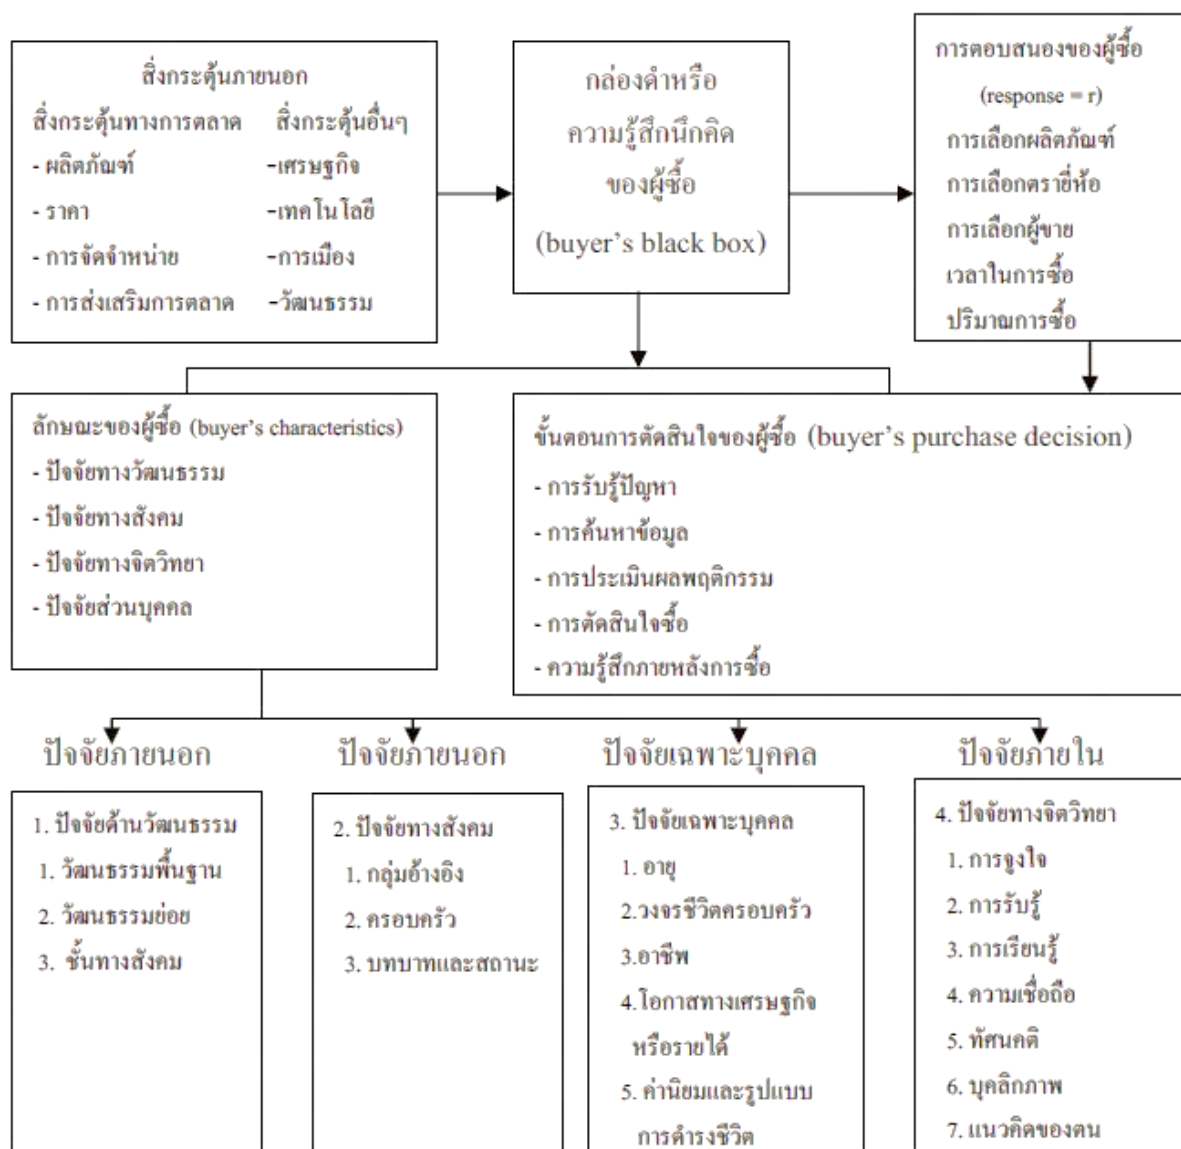 สิ่งกระตุ้นภายนอก
สิ่งกระตุ้นทางการตลาด สิ่งกระตุ้นอื่นๆ
- ผลิตภัณฑ์ -เศรษฐกิจ
- ราคา -เทคโนโลยี
- การจัดจำหน่าย -การเมือง
- การส่งเสริมการตลาด -วัฒนธรรม
กล่องดำหรือ
ความรู้สึกนึกคิด
ของผู้ซื้อ
(buyer's black box)
การตอบสนองของผู้ซื้อ
(response = r)
การเลือกผลิตภัณฑ์
การเลือกตรายี่ห้อ
การเลือกผู้ขาย
เวลาในการซื้อ
ปริมาณการซื้อ
ลักษณะของผู้ซื้อ (buyer's characteristics)
- ปัจจัยทางวัฒนธรรม
- ปัจจัยทางสังคม
- ปัจจัยทางจิตวิทยา
- ปัจจัยส่วนบุคคล
ขั้นตอนการตัดสินใจของผู้ซื้อ (buyer's purchase decision)
- การรับรู้ปัญหา
- การค้นหาข้อมูล
- การประเมินผลพฤติกรรม
- การตัดสินใจซื้อ
- ความรู้สึกภายหลังการซื้อ
ปัจจัยภายนอก
1. ปัจจัยด้านวัฒนธรรม
1. วัฒนธรรมพื้นฐาน
2. วัฒนธรรมย่อย
3. ชั้นทางสังคม
ปัจจัยภายนอก
2. ปัจจัยทางสังคม
1. กลุ่มอ้างอิง
2. ครอบครัว
3. บทบาทและสถานะ
ปัจจัยเฉพาะบุคคล
3. ปัจจัยเฉพาะบุคคล
1. อายุ
2.วงจรชีวิตครอบครัว
3.อาชีพ
4.โอกาสทางเศรษฐกิจ
หรือรายได้
5. ค่านิยมและรูปแบบ
การดำรงชีวิต
ปัจจัยภายใน
4. ปัจจัยทางจิตวิทยา
1. การจูงใจ
2. การรับรู้
3. การเรียนรู้
4. ความเชื่อถือ
5. ทัศนคติ
6. บุคลิกภาพ
7. แนวคิดของตน